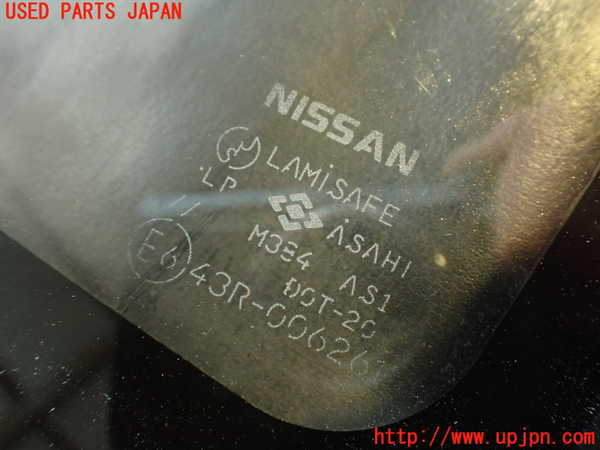 USED PARTS JAPAN
NISSAN
LAMiSAFE
LP
ASAHI
M384 AS1
DOT-20
E6 43R-00626
http://www.upjpn.com